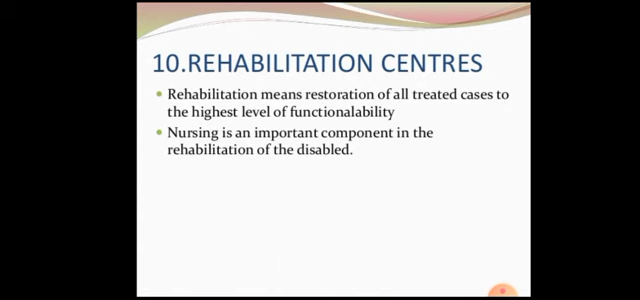 10.REHABILITATION CENTRES
• Rehabilitation means restoration of all treated cases to
the highest level of functionalability
• Nursing is an important component in the
rehabilitation of the disabled.